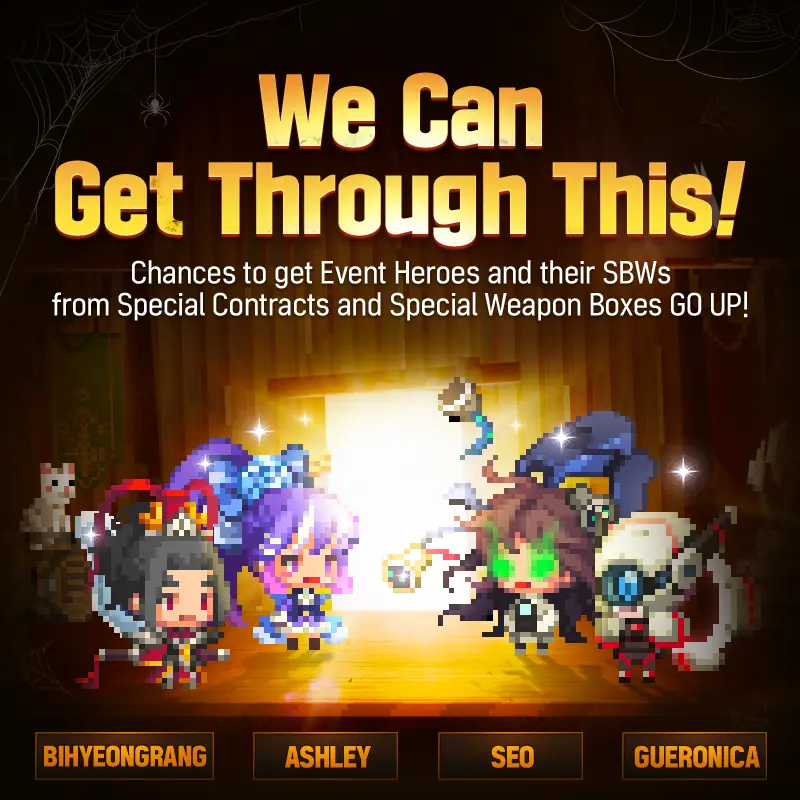 We Can
Get Through This!
Chances to get Event Heroes and their SBWs
from Special Contracts and Special Weapon Boxes GO UP!
BIHYEONGRANG
ASHLEY
SEO
GUERONICA